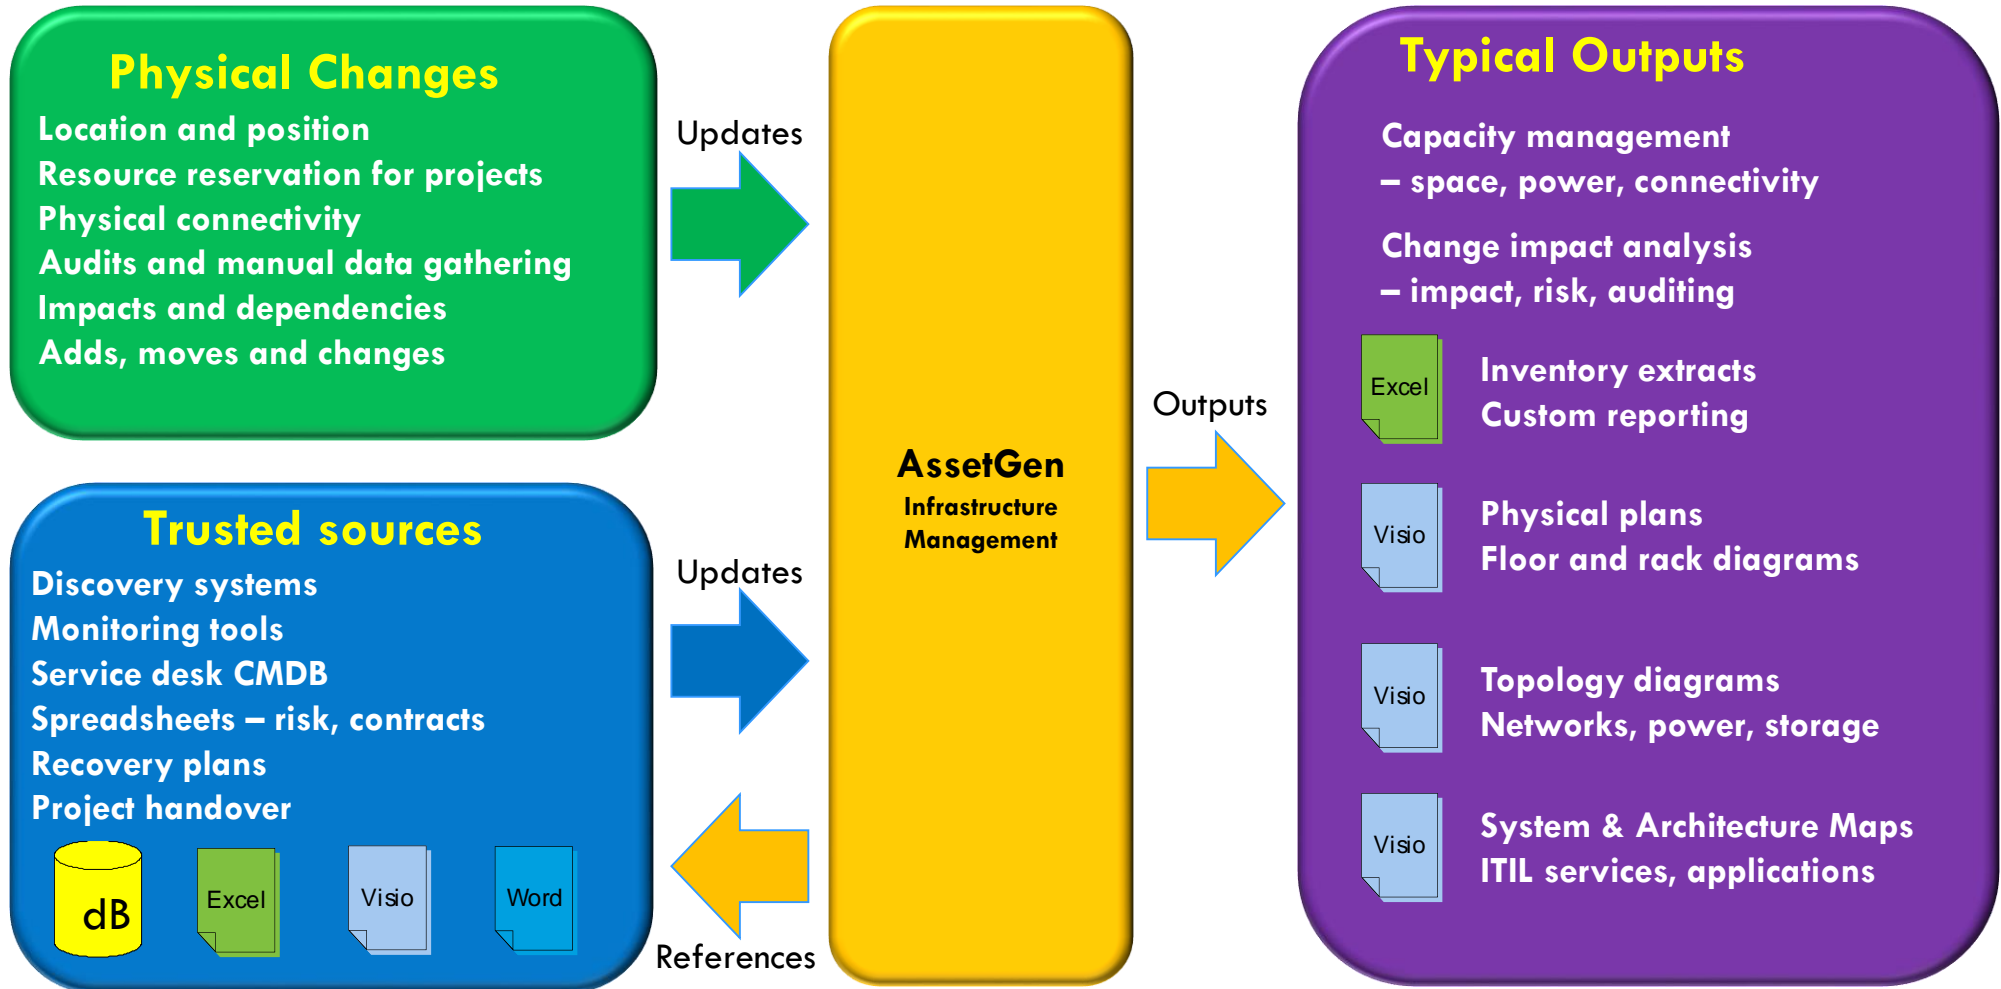 Physical Changes
Location and position
Resource reservation for projects
Physical connectivity
Audits and manual data gathering
Impacts and dependencies
Adds, moves and changes
Updates
Trusted sources
Discovery systems
Monitoring tools
Service desk CMDB
Spreadsheets – risk, contracts
Recovery plans
Project handover
dB
Excel
Visio
Word
Updates
References
AssetGen
Infrastructure
Management
Outputs
Typical Outputs
Capacity management
– space, power, connectivity
Change impact analysis
– impact, risk, auditing
Excel
Inventory extracts
Custom reporting
Visio
Physical plans
Floor and rack diagrams
Visio
Topology diagrams
Networks, power, storage
Visio
System & Architecture Maps
ITIL services, applications